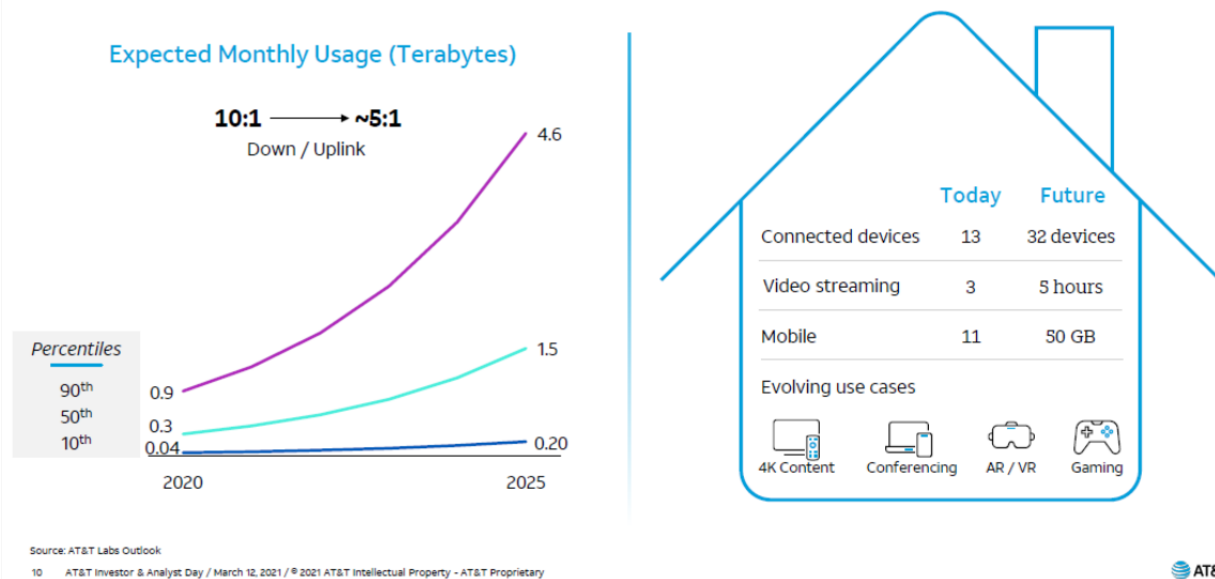 Expected Monthly Usage (Terabytes)
10:1 → ~5:1
Down / Uplink
4.6
1.5
0.20
Percentiles
90th
50th
10th
0.9
0.3
0.04
2020 2025
Today Future
Connected devices 13 32 devices
Video streaming 3 5 hours
Mobile 11 50 GB
Evolving use cases
4K Content Conferencing AR / VR Gaming
Source: AT&T Labs Outlook
10 AT&T Investor & Analyst Day / March 12, 2021 / © 2021 AT&T Intellectual Property - AT&T Proprietary
AT&